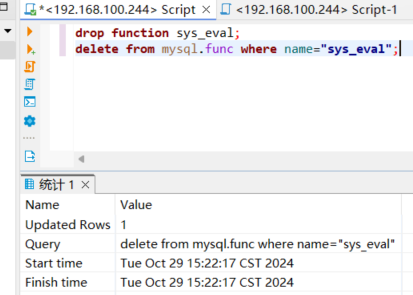 *<192.168.100.244> Script
<192.168.100.244> Script-1
drop function sys_eval;
delete from mysql.func where name="sys_eval";
统计 1
Name Value
Updated Rows 1
Query delete from mysql.func where name="sys_eval"
Start time Tue Oct 29 15:22:17 CST 2024
Finish time Tue Oct 29 15:22:17 CST 2024